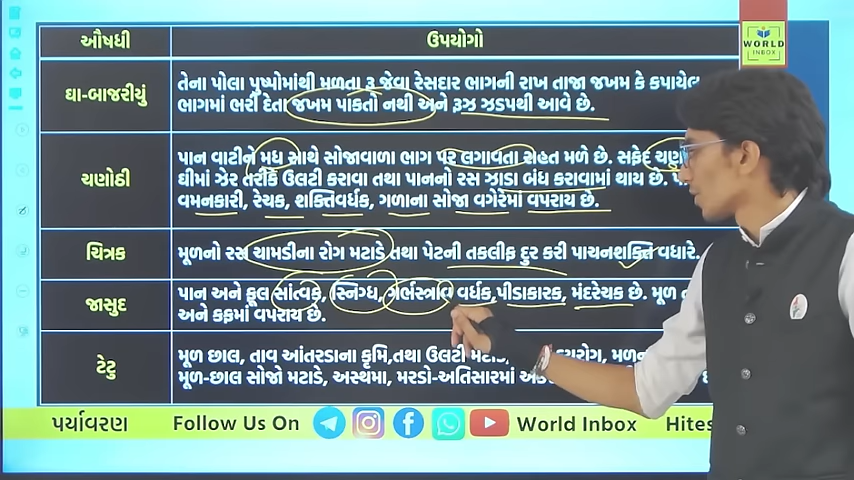 WORLD
INBOX
ઔષધી ઉપયોગો
ઘા-બાજરીયું
તેના પોલા પુષ્પોમાંથી મળતા રૂ જેવા રેસદાર ભાગની રાખ તાજા જખમ કે કપાયેલ
ભાગમાં ભરી દેતા જખમ પાકતો નથી અને રૂઝ ઝડપથી આવે છે.
ચણોઠી
પાન વાટીને મધ સાથે સોજાવાળા ભાગ પર લગાવતા રાહત મળે છે. સફેદ
ઘીમાં ઝેર તરીકે ઉલટી કરાવા તથા પાનનો રસ ઝાડા બંધ કરાવામાં થાય છે.
વમનકારી, રેચક, શક્તિવર્ધક, ગળાના સોજા વગેરેમાં વપરાય છે.
ચિત્રક
મૂળનો રસ ચામડીના રોગ મટાડે તથા પેટની તકલીફ દુર કરી પાચનશક્તિ વધારે.
જાસુદ
પાન અને ફૂલ સાંત્વક, સ્નિગ્ધ, ગર્ભસ્ત્રાવ વર્ધક,પીડાકારક, મંદરેચક છે. મૂળ
અને કફમાં વપરાય છે.
ટેટુ
મૂળ છાલ, તાવ આંતરડાના કૃમિ,તથા ઉલટી
મૂળ-છાલ સોજો મટાડે, અસ્થમા, મરડો-અતિસારમાં
પર્યાવરણ Follow Us On World Inbox Hites